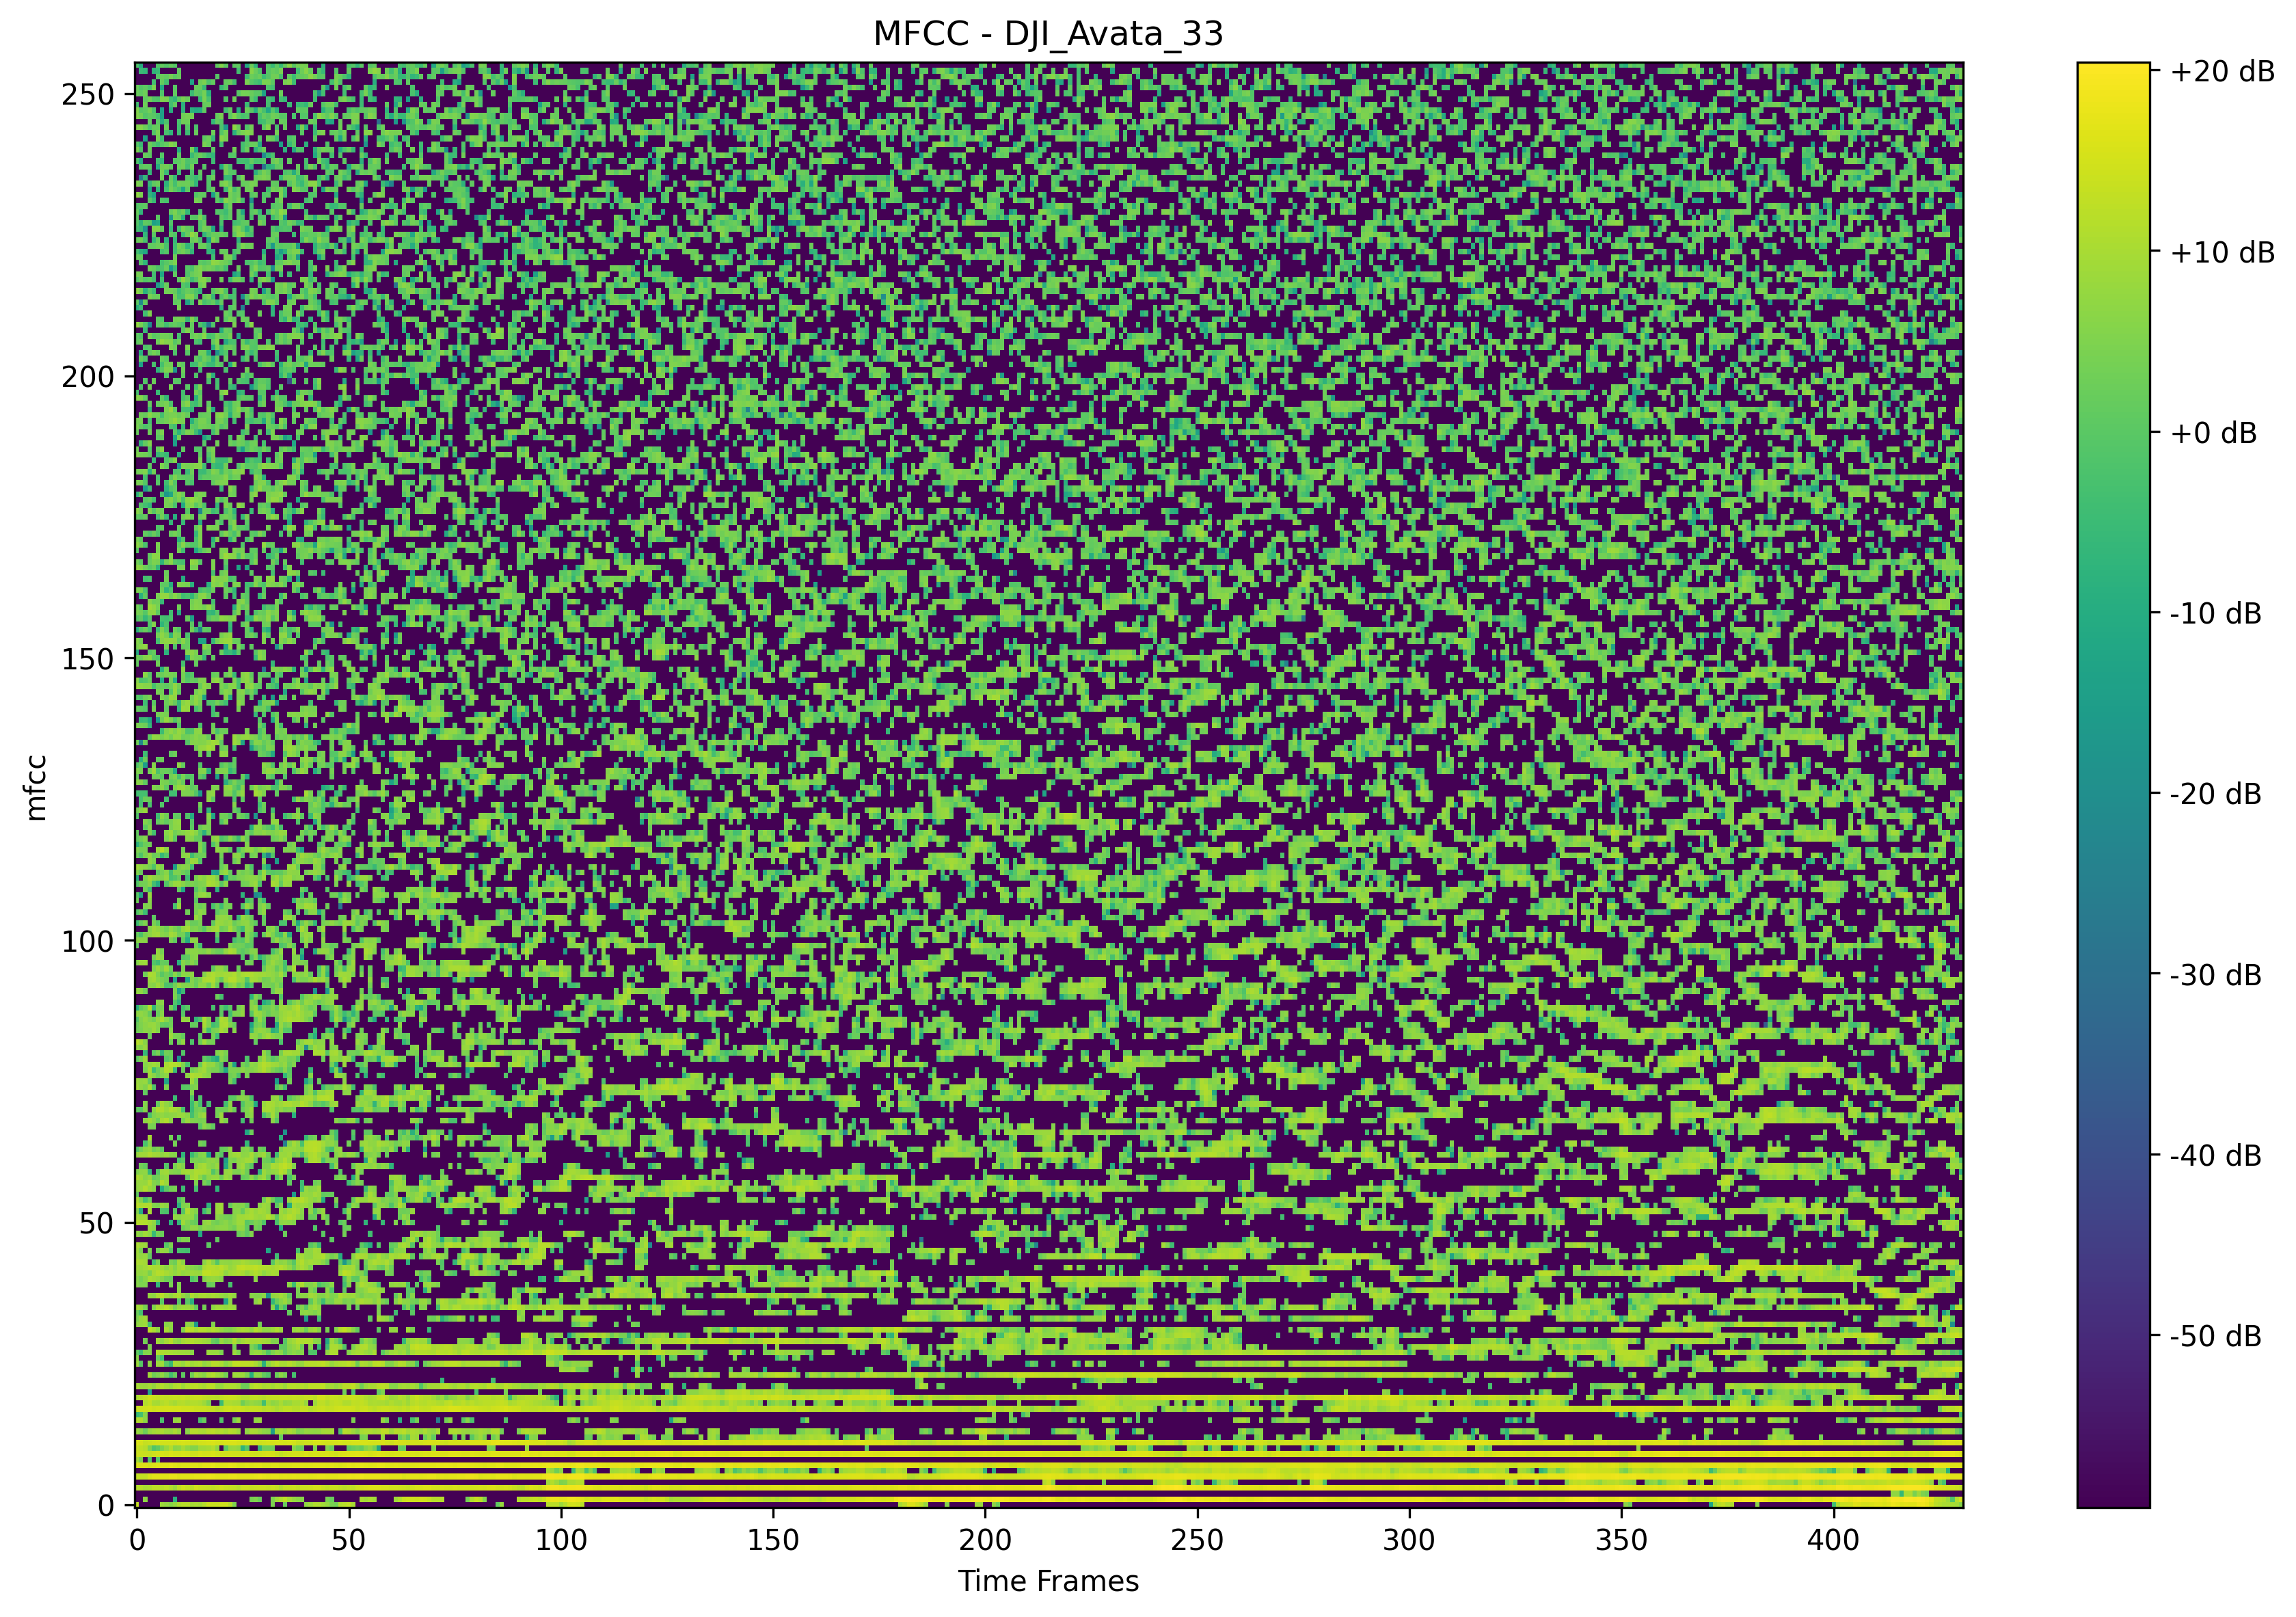 MFCC - DJI_Avata_33
250
200
150
100
50
0
mfcc
0 50 100 150 200 250 300 350 400
Time Frames
+20 dB
+10 dB
+0 dB
-10 dB
-20 dB
-30 dB
-40 dB
-50 dB